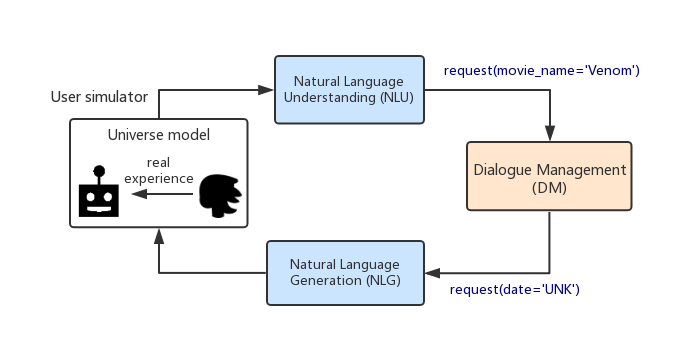 Natural Language
Understanding (NLU)
request(movie_name='Venom')
User simulator
Universe model
real
experience
Dialogue Management
(DM)
Natural Language
Generation (NLG)
request(date='UNK')